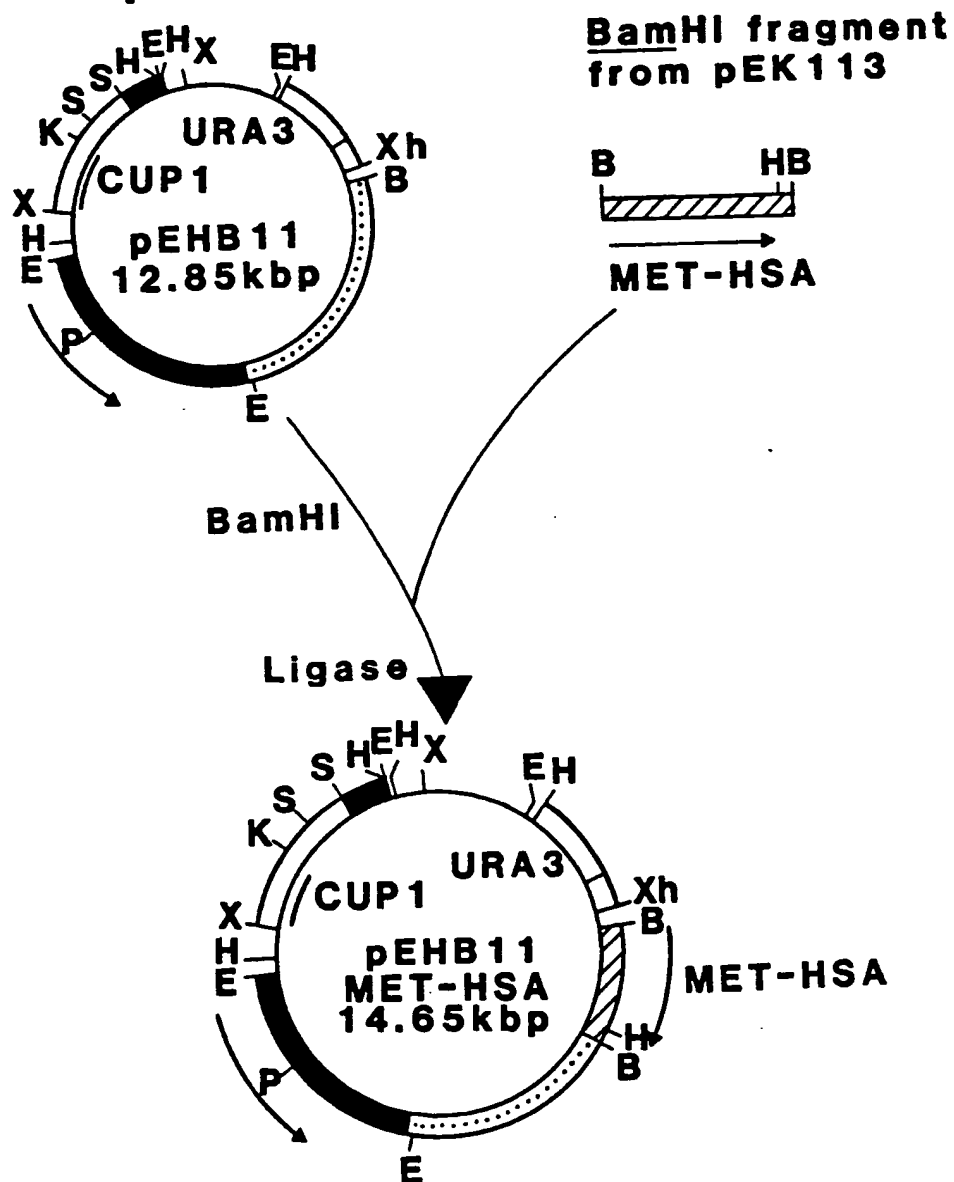 BamHI fragment
from pEK113
S H E H X
E H
K S
URA3
Xh
B
CUP1
X
H
E
pEHB11
12.85kbp
P
E
B
H B
MET-HSA
BamHI
Ligase
S H E H X
E H
S
K
URA3
Xh
B
CUP1
X
H
E
pEHB11
MET-HSA
14.65kbp
MET-HSA
H
B
P
E